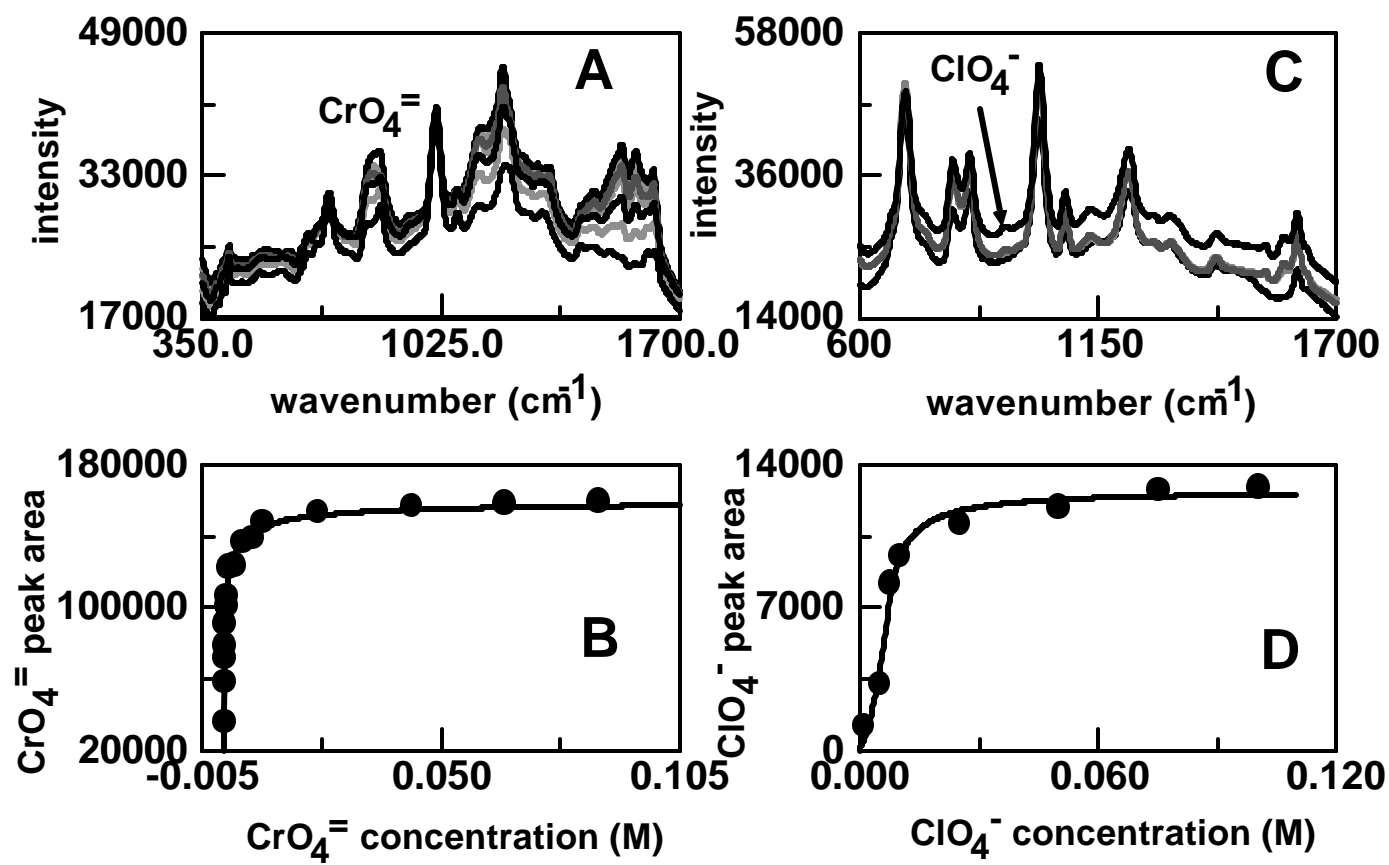 49000
33000
17000
intensity
CrO4=
A
350.0
1025.0
1700.0
wavenumber (cm-1)
58000
36000
14000
intensity
ClO4-
C
600
1150
1700
wavenumber (cm-1)
180000
100000
20000
CrO4= peak area
B
-0.005
0.050
0.105
CrO4= concentration (M)
14000
7000
0
ClO4- peak area
D
0.000
0.060
0.120
ClO4- concentration (M)